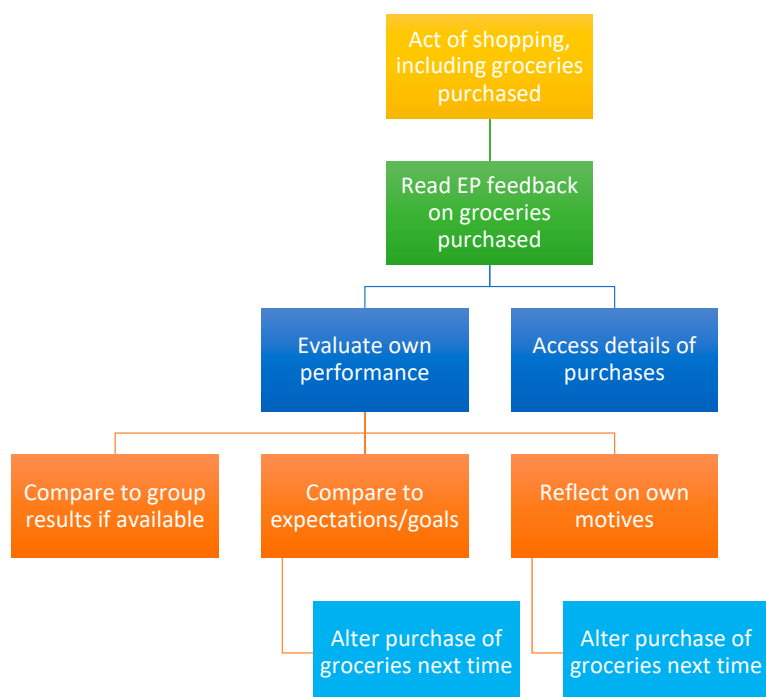 Act of shopping,
including groceries
purchased
Read EP feedback
on groceries
purchased
Evaluate own
performance
Access details of
purchases
Compare to group
results if available
Compare to
expectations/goals
Reflect on own
motives
Alter purchase of
groceries next time
Alter purchase of
groceries next time